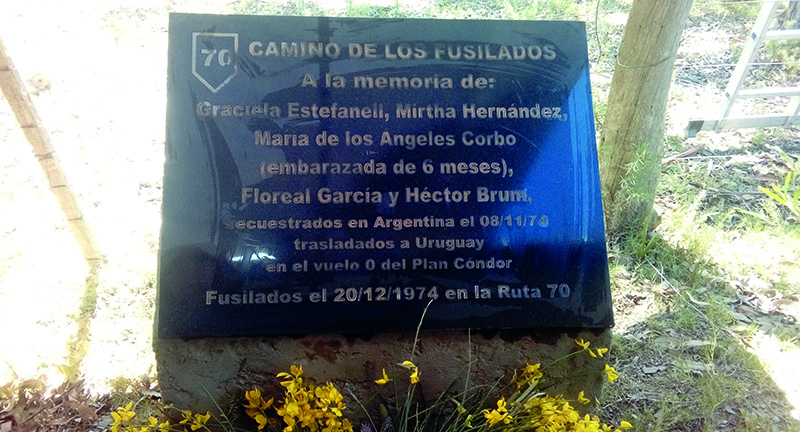 70
CAMINO DE LOS FUSILADOS
A la memoria de:
Graciela Estefanell, Mirtha Hernández,
María de los Angeles Corbo
(embarazada de 6 meses),
Floreal García y Héctor Brum,
secuestrados en Argentina el 08/11/74
trasladados a Uruguay
en el vuelo 0 del Plan Cóndor
Fusilados el 20/12/1974 en la Ruta 70